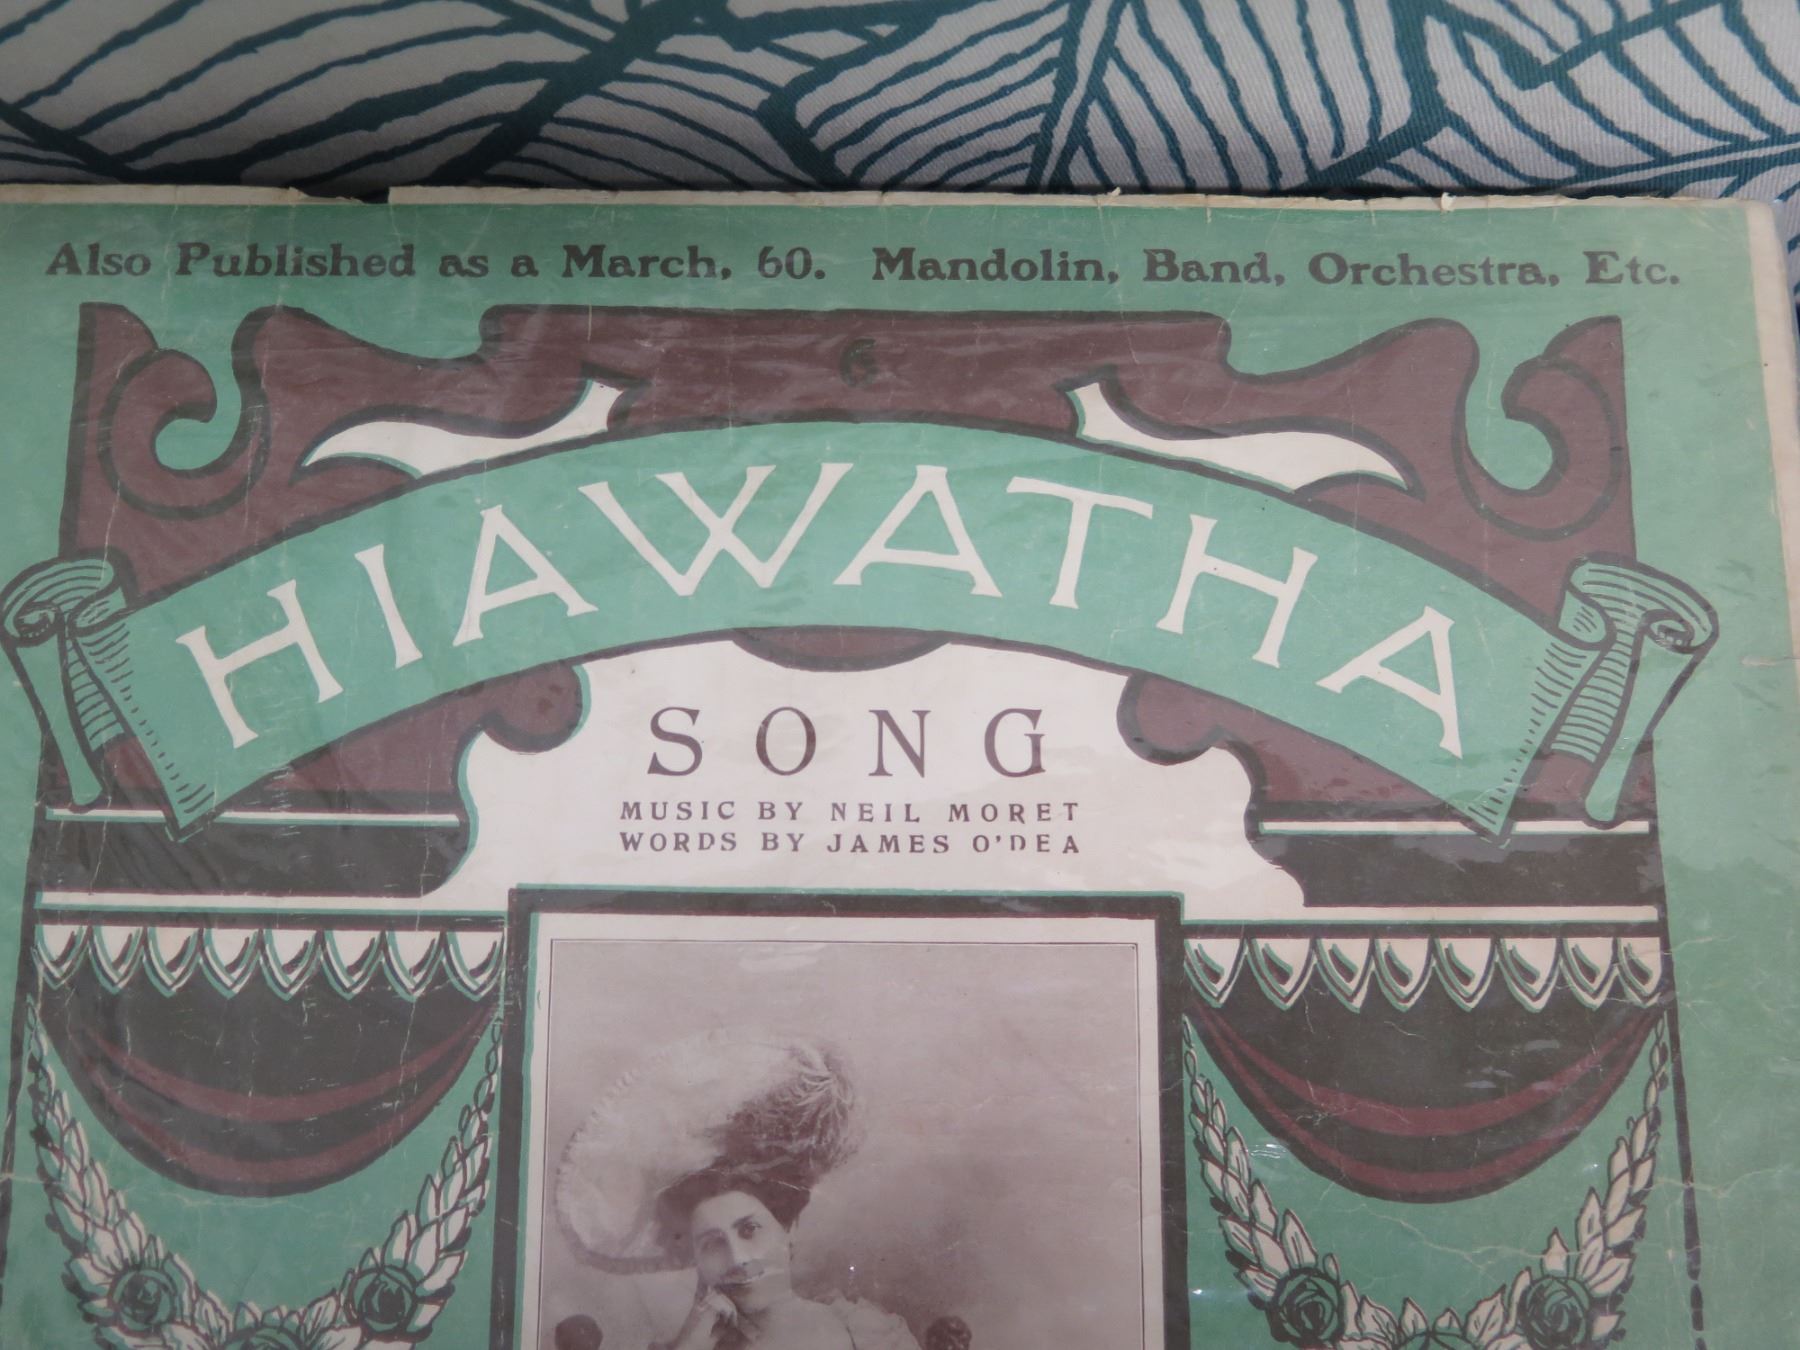 Also Published as a March, 60. Mandolin, Band, Orchestra, Etc.
HIAWATHA
SONG
MUSIC BY NEIL MORET
WORDS BY JAMES O'DEA